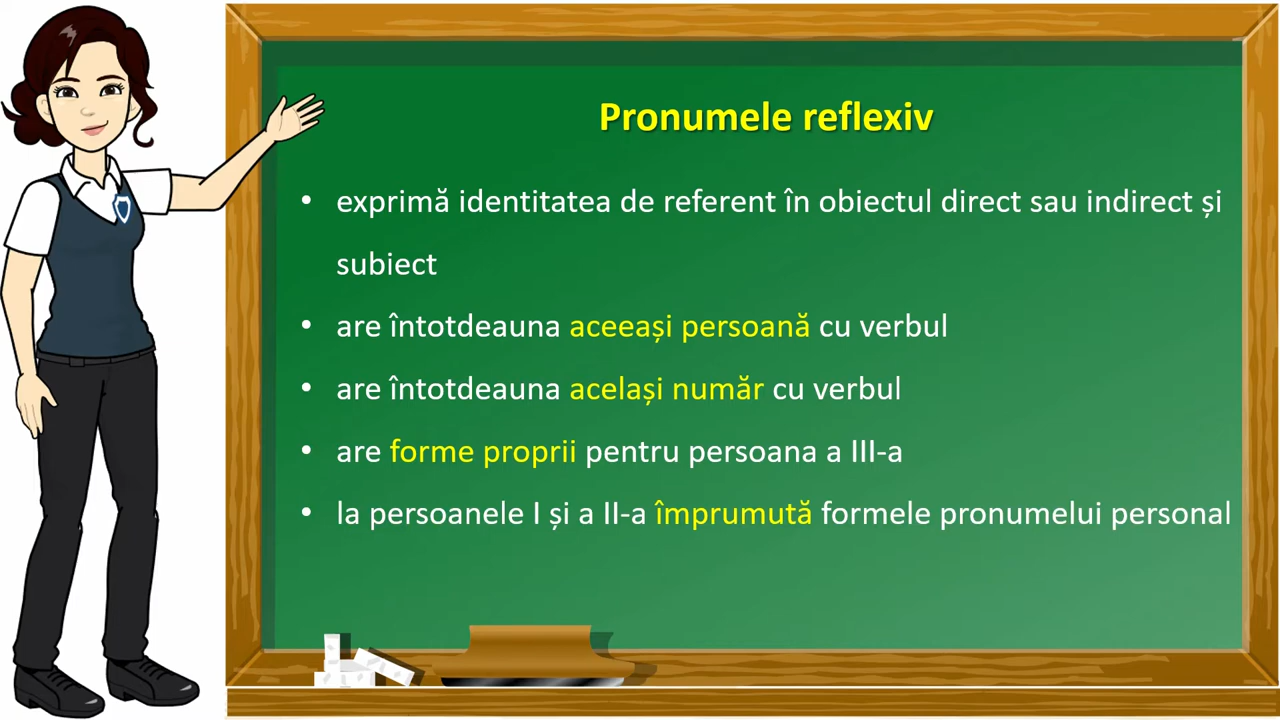 Pronumele reflexiv
• exprimă identitatea de referent în obiectul direct sau indirect și
subiect
• are întotdeauna aceeași persoană cu verbul
• are întotdeauna același număr cu verbul
• are forme proprii pentru persoana a III-a
• la persoanele I și a II-a împrumută formele pronumelui personal